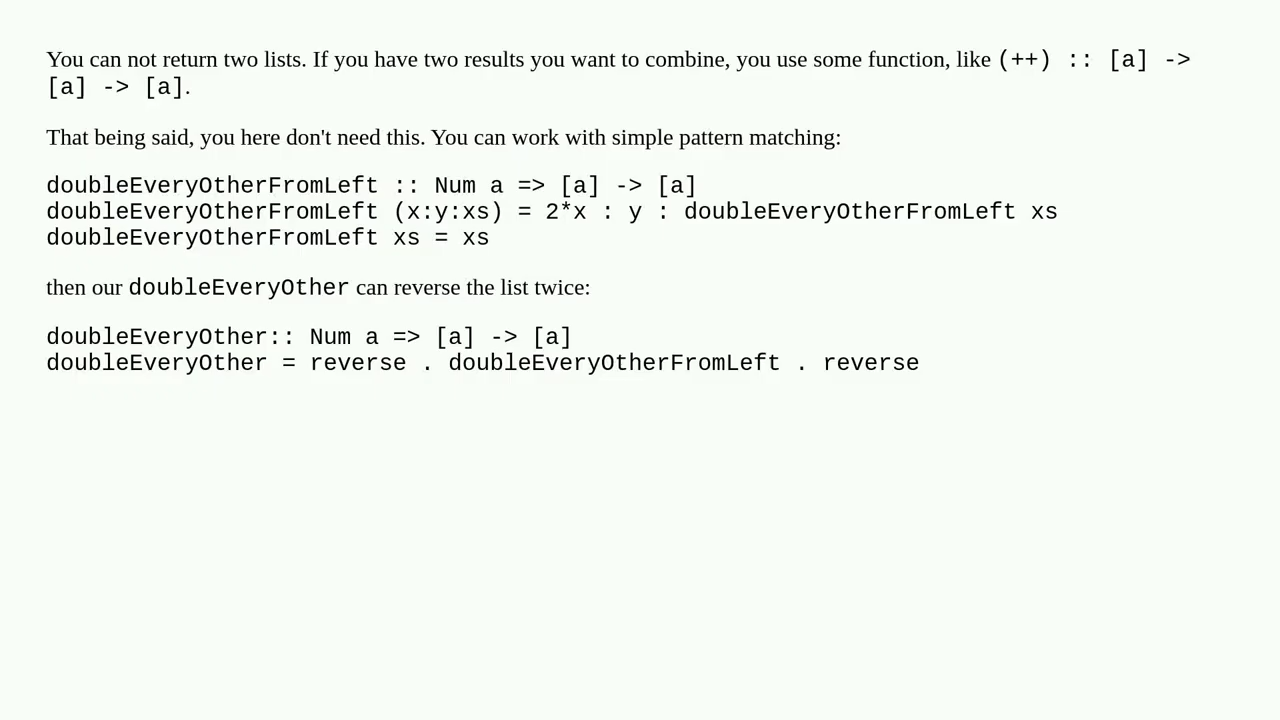 You can not return two lists. If you have two results you want to combine, you use some function, like (++) :: [a] ->
[a] -> [a].
That being said, you here don't need this. You can work with simple pattern matching:
doubleEveryOtherFromLeft :: Num a => [a] -> [a]
doubleEveryOtherFromLeft (x:y:xs) = 2*x : y : doubleEveryOtherFromLeft xs
doubleEveryOtherFromLeft xs = xs
then our doubleEveryOther can reverse the list twice:
doubleEveryOther:: Num a => [a] -> [a]
doubleEveryOther = reverse . doubleEveryOtherFromLeft . reverse